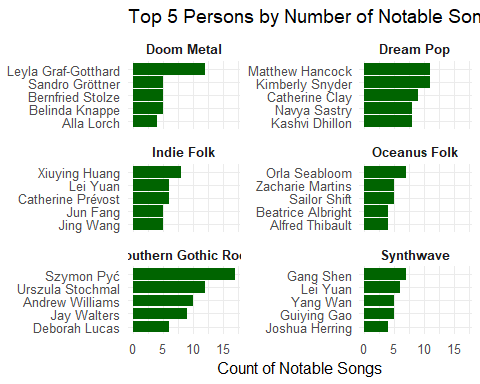 Top 5 Persons by Number of Notable Son
Doom Metal
Leyla Graf-Gotthard
Sandro Gröttner
Bernfried Stolze
Belinda Knappe
Alla Lorch
Dream Pop
Matthew Hancock
Kimberly Snyder
Catherine Clay
Navya Sastry
Kashvi Dhillon
Indie Folk
Xiuying Huang
Lei Yuan
Catherine Prévost
Jun Fang
Jing Wang
Oceanus Folk
Orla Seabloom
Zacharie Martins
Sailor Shift
Beatrice Albright
Alfred Thibault
outhern Gothic Roc
Szymon Pyć
Urszula Stochmal
Andrew Williams
Jay Walters
Deborah Lucas
0 5 10 15
Synthwave
Gang Shen
Lei Yuan
Yang Wan
Guiying Gao
Joshua Herring
0 5 10 15
Count of Notable Songs